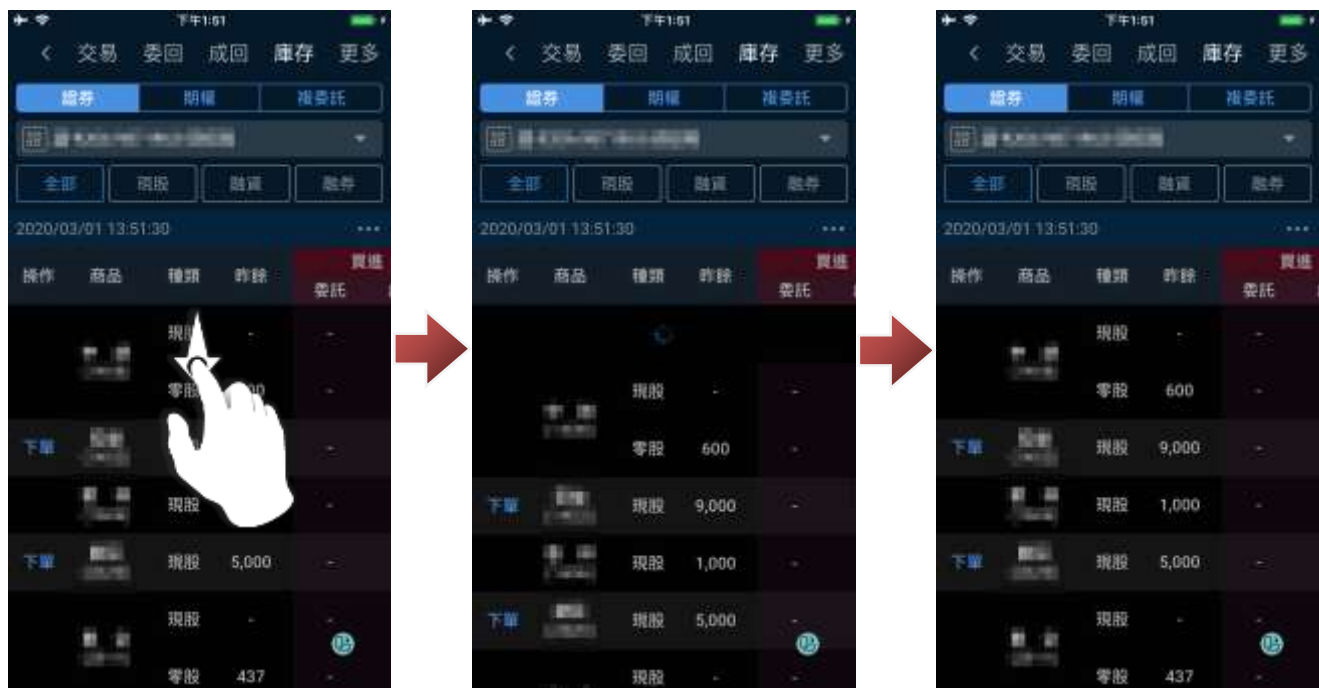 下午1:51
交易 委回 成回 庫存 更多
證券 期權 複委託
全部 現股 融資 融券
2020/03/01 13:51:30
買進
操作 商品 種類 昨餘 委託
現股 - -
零股 -
下單 -
現股 -
下單 現股 5,000 -
現股 - -
零股 437 -
下午1:51
交易 委回 成回 庫存 更多
證券 期權 複委託
全部 現股 融資 融券
2020/03/01 13:51:30
買進
操作 商品 種類 昨餘 委託
現股 - -
零股 600 -
下單 現股 9,000 -
現股 1,000 -
下單 現股 5,000 -
現股 -
下午1:51
交易 委回 成回 庫存 更多
證券 期權 複委託
全部 現股 融資 融券
2020/03/01 13:51:30
買進
操作 商品 種類 昨餘 委託
現股 - -
零股 600 -
下單 現股 9,000 -
現股 1,000 -
下單 現股 5,000 -
現股 - -
零股 437 -